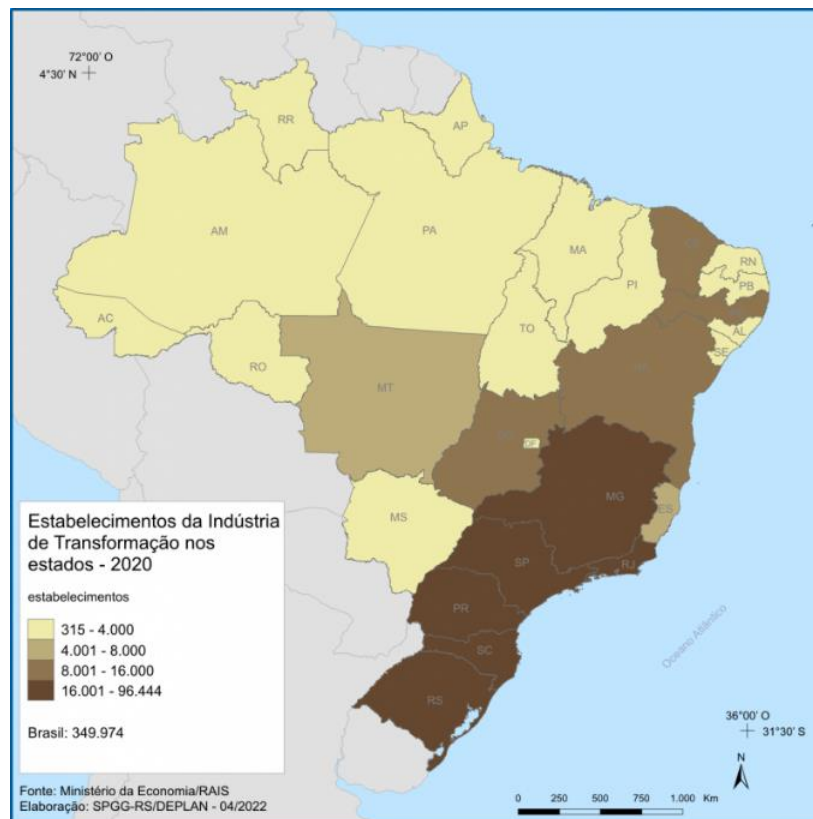 72°00' O
4°30' N
RR
AP
AM
PA
MA
CE
RN
PI
PB
AC
TO
AL
SE
RO
MT
BA
GO
DF
MG
MS
ES
SP
RJ
PR
SC
RS
Oceano Atlântico
Estabelecimentos da Indústria
de Transformação nos
estados - 2020
estabelecimentos
315 - 4.000
4.001 - 8.000
8.001 - 16.000
16.001 - 96.444
Brasil: 349.974
36°00' O
31°30' S
N
Fonte: Ministério da Economia/RAIS
Elaboração: SPGG-RS/DEPLAN - 04/2022
0 250 500 750 1.000 Km